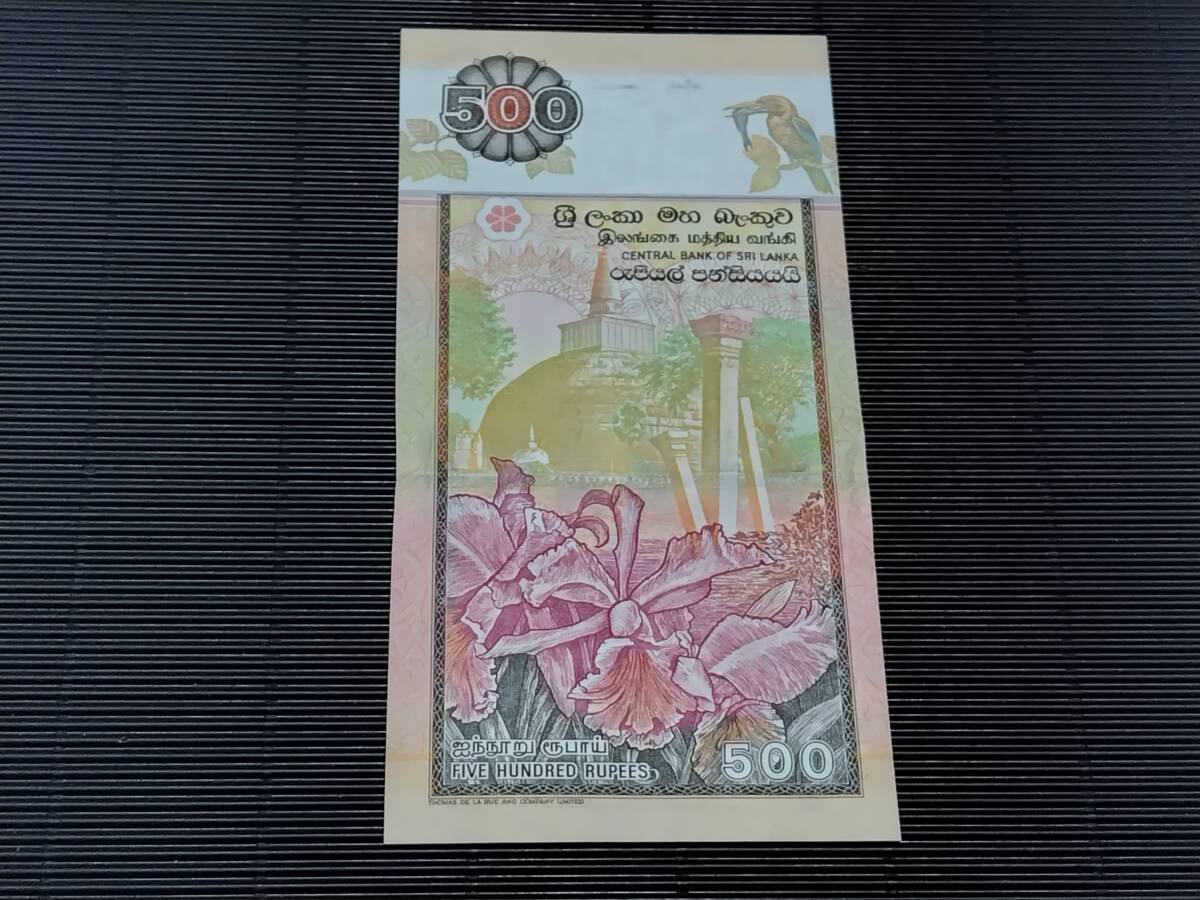 500
ශ්‍රී ලංකා මහ බැංකුව
இலங்கை மத்திய வங்கி
CENTRAL BANK OF SRI LANKA
රුපියල් පන්සියයයි
ஐந்நூறு ரூபாய்
FIVE HUNDRED RUPEES
500
THOMAS DE LA RUE AND COMPANY LIMITED